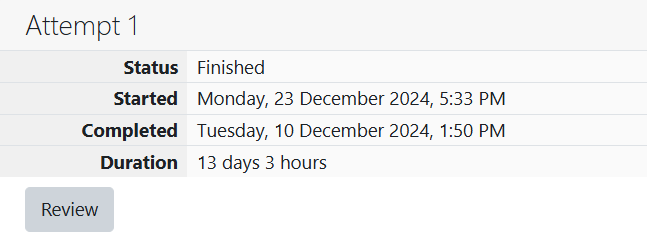 Attempt 1
Status Finished
Started Monday, 23 December 2024, 5:33 PM
Completed Tuesday, 10 December 2024, 1:50 PM
Duration 13 days 3 hours
Review